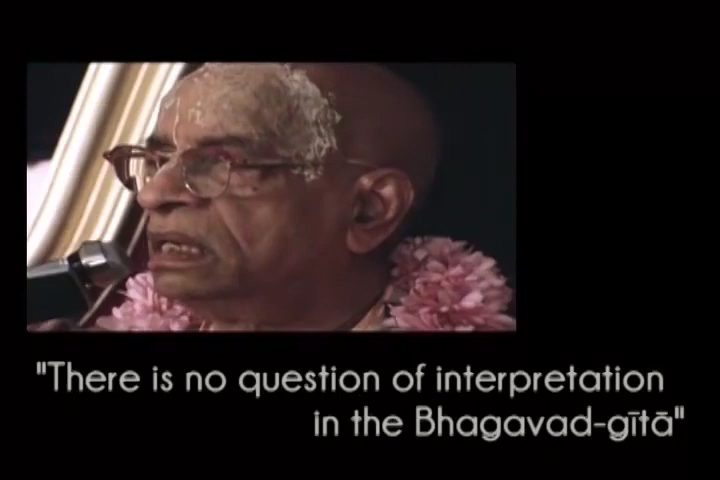 "There is no question of interpretation
in the Bhagavad-gītā"